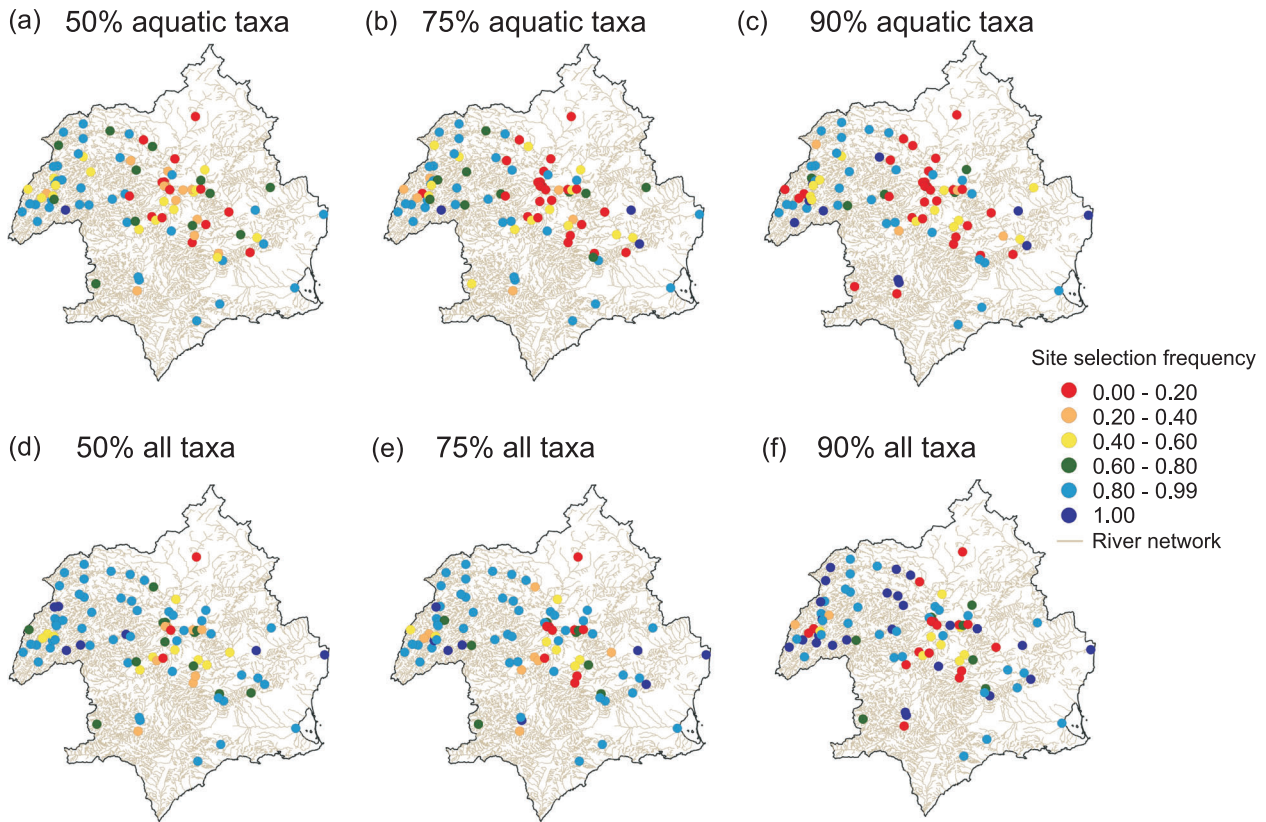 (a) 50% aquatic taxa
(b) 75% aquatic taxa
(c) 90% aquatic taxa
Site selection frequency
0.00 - 0.20
0.20 - 0.40
0.40 - 0.60
0.60 - 0.80
0.80 - 0.99
1.00
River network
(d) 50% all taxa
(e) 75% all taxa
(f) 90% all taxa